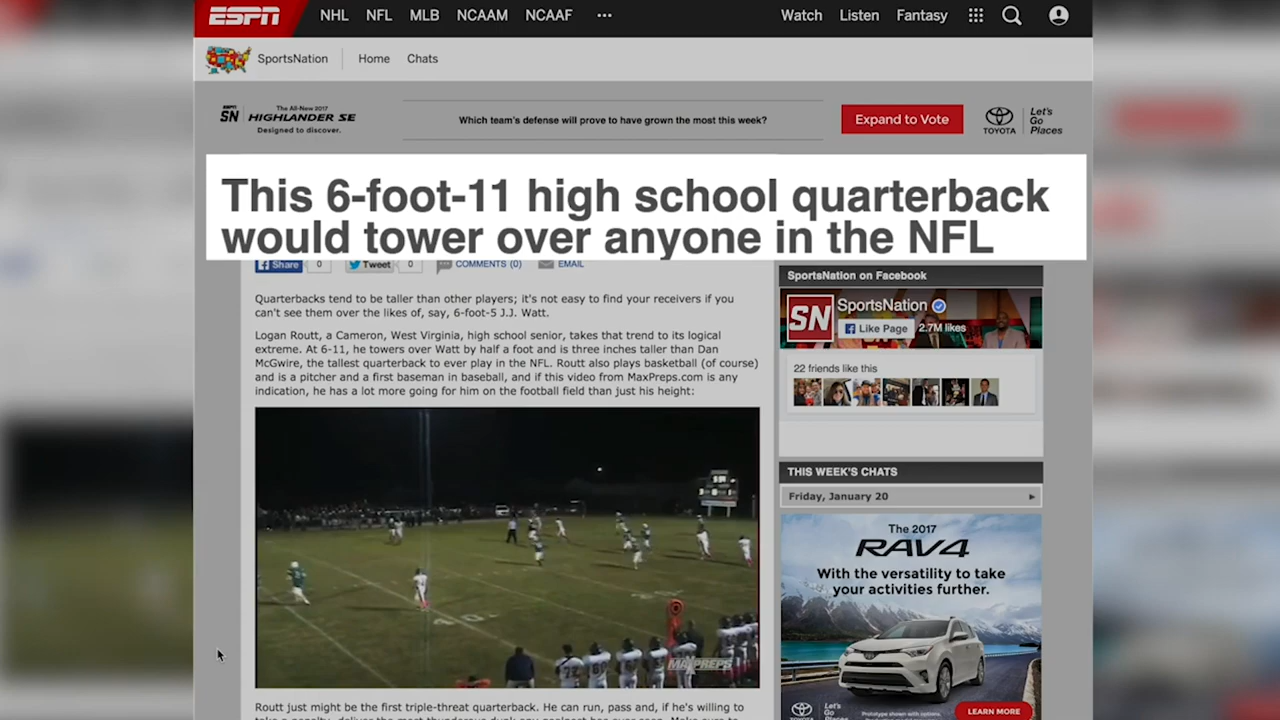 ESPN NHL NFL MLB NCAAM NCAAF ••• Watch Listen Fantasy
SportsNation Home Chats
ESPN
SN
The All-New 2017
HIGHLANDER SE
Designed to discover.
Which team's defense will prove to have grown the most this week?
Expand to Vote
TOYOTA
Let's
Go
Places
This 6-foot-11 high school quarterback
would tower over anyone in the NFL
Share 0 Tweet 0 COMMENTS (0) EMAIL
Quarterbacks tend to be taller than other players; it's not easy to find your receivers if you
can't see them over the likes of, say, 6-foot-5 J.J. Watt.
Logan Routt, a Cameron, West Virginia, high school senior, takes that trend to its logical
extreme. At 6-11, he towers over Watt by half a foot and is three inches taller than Dan
McGwire, the tallest quarterback to ever play in the NFL. Routt also plays basketball (of course)
and is a pitcher and a first baseman in baseball, and if this video from MaxPreps.com is any
indication, he has a lot more going for him on the football field than just his height:
MAXPREPS
Routt just might be the first triple-threat quarterback. He can run, pass and, if he's willing to
SportsNation on Facebook
SN
SportsNation
Like Page 2.7M likes
22 friends like this
THIS WEEK'S CHATS
Friday, January 20
The 2017
RAV4
With the versatility to take
your activities further.
TOYOTA
Let's
Go
Places
Prototype shown with options.
LEARN MORE